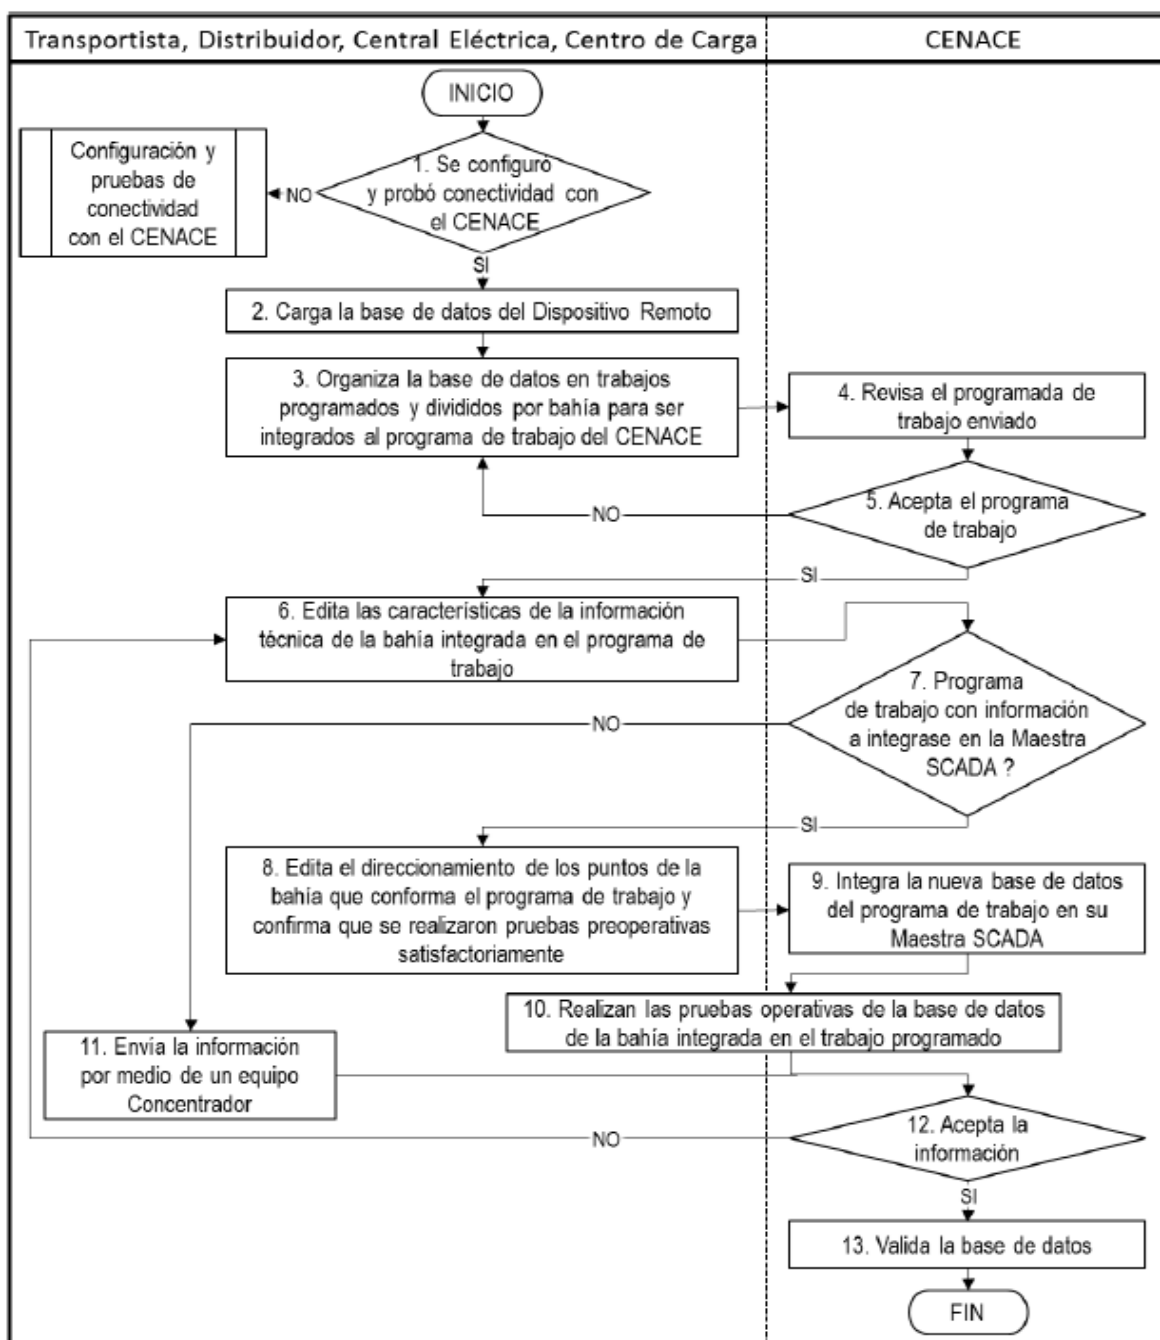 Transportista, Distribuidor, Central Eléctrica, Centro de Carga
CENACE
INICIO
1. Se configuró
y probó conectividad con
el CENACE
NO
Configuración y
pruebas de
conectividad
con el CENACE
SI
2. Carga la base de datos del Dispositivo Remoto
3. Organiza la base de datos en trabajos
programados y divididos por bahía para ser
integrados al programa de trabajo del CENACE
4. Revisa el programada de
trabajo enviado
5. Acepta el programa
de trabajo
NO
SI
6. Edita las características de la información
técnica de la bahía integrada en el programa de
trabajo
7. Programa
de trabajo con información
a integrase en la Maestra
SCADA ?
NO
SI
8. Edita el direccionamiento de los puntos de la
bahía que conforma el programa de trabajo y
confirma que se realizaron pruebas preoperativas
satisfactoriamente
9. Integra la nueva base de datos
del programa de trabajo en su
Maestra SCADA
10. Realizan las pruebas operativas de la base de datos
de la bahía integrada en el trabajo programado
11. Envía la información
por medio de un equipo
Concentrador
12. Acepta la
información
NO
SI
13. Valida la base de datos
FIN